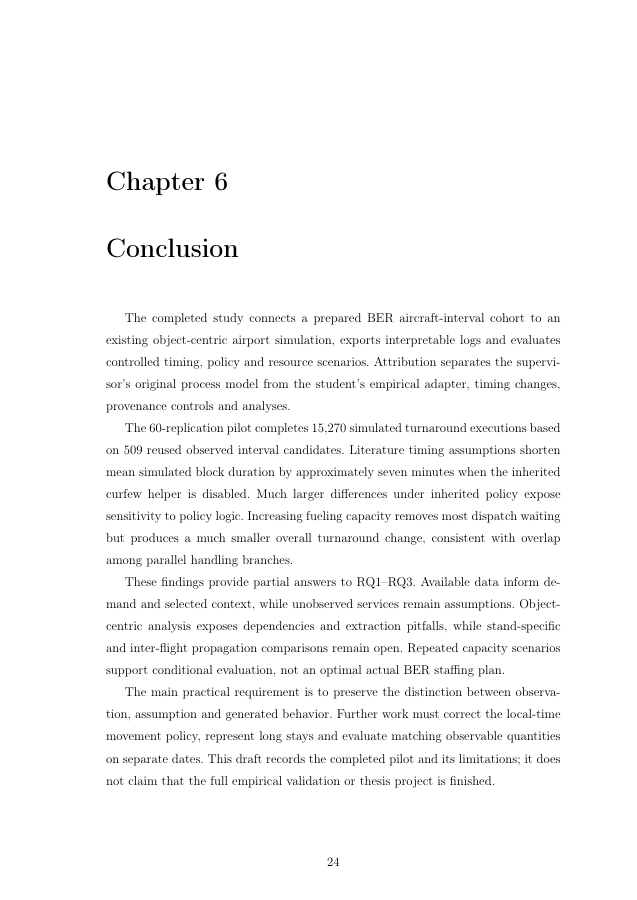 Chapter 6
Conclusion
The completed study connects a prepared BER aircraft-interval cohort to an
existing object-centric airport simulation, exports interpretable logs and evaluates
controlled timing, policy and resource scenarios. Attribution separates the supervi-
sor's original process model from the student's empirical adapter, timing changes,
provenance controls and analyses.
The 60-replication pilot completes 15,270 simulated turnaround executions based
on 509 reused observed interval candidates. Literature timing assumptions shorten
mean simulated block duration by approximately seven minutes when the inherited
curfew helper is disabled. Much larger differences under inherited policy expose
sensitivity to policy logic. Increasing fueling capacity removes most dispatch waiting
but produces a much smaller overall turnaround change, consistent with overlap
among parallel handling branches.
These findings provide partial answers to RQ1–RQ3. Available data inform de-
mand and selected context, while unobserved services remain assumptions. Object-
centric analysis exposes dependencies and extraction pitfalls, while stand-specific
and inter-flight propagation comparisons remain open. Repeated capacity scenarios
support conditional evaluation, not an optimal actual BER staffing plan.
The main practical requirement is to preserve the distinction between observa-
tion, assumption and generated behavior. Further work must correct the local-time
movement policy, represent long stays and evaluate matching observable quantities
on separate dates. This draft records the completed pilot and its limitations; it does
not claim that the full empirical validation or thesis project is finished.
24